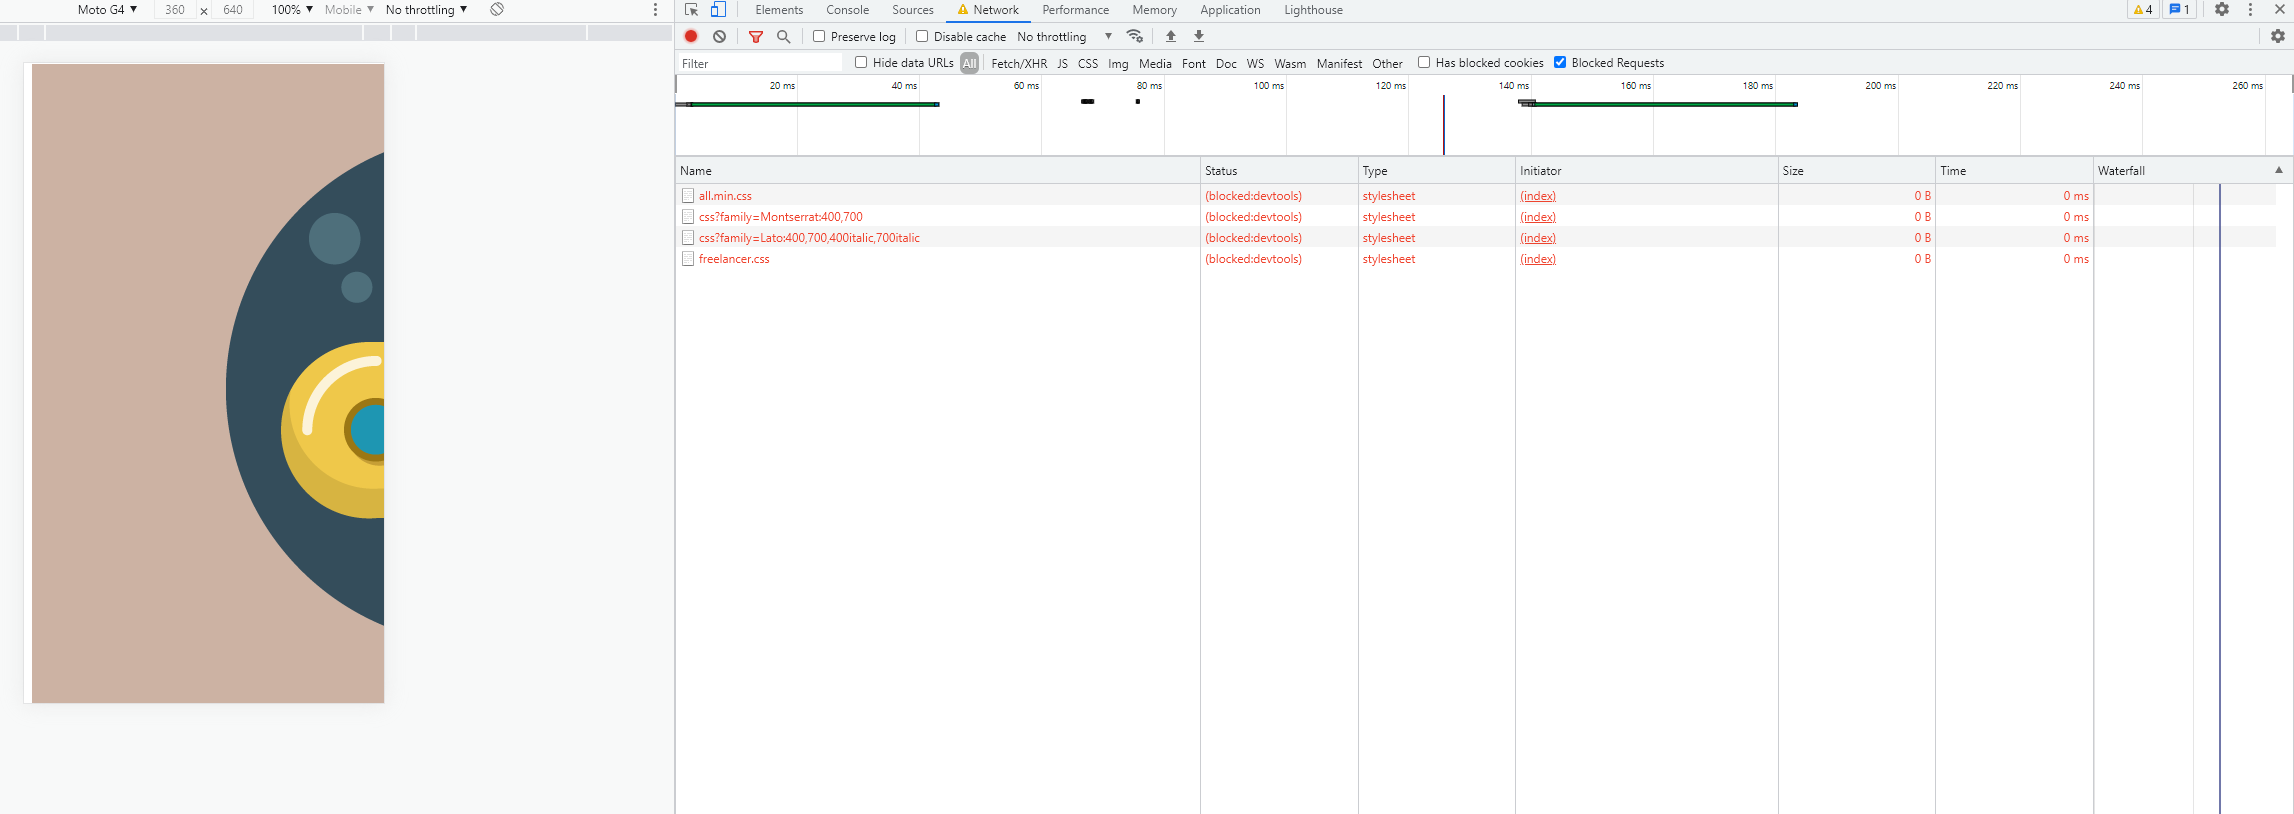 Moto G4 ▼ 360 × 640 100% ▼ Mobile ▼ No throttling ▼
Elements Console Sources Network Performance Memory Application Lighthouse 4 1
Preserve log Disable cache No throttling ▼
Filter Hide data URLs All Fetch/XHR JS CSS Img Media Font Doc WS Wasm Manifest Other Has blocked cookies Blocked Requests
20 ms 40 ms 60 ms 80 ms 100 ms 120 ms 140 ms 160 ms 180 ms 200 ms 220 ms 240 ms 260 ms
Name Status Type Initiator Size Time Waterfall ▲
all.min.css (blocked:devtools) stylesheet (index) 0 B 0 ms
css?family=Montserrat:400,700 (blocked:devtools) stylesheet (index) 0 B 0 ms
css?family=Lato:400,700,400italic,700italic (blocked:devtools) stylesheet (index) 0 B 0 ms
freelancer.css (blocked:devtools) stylesheet (index) 0 B 0 ms